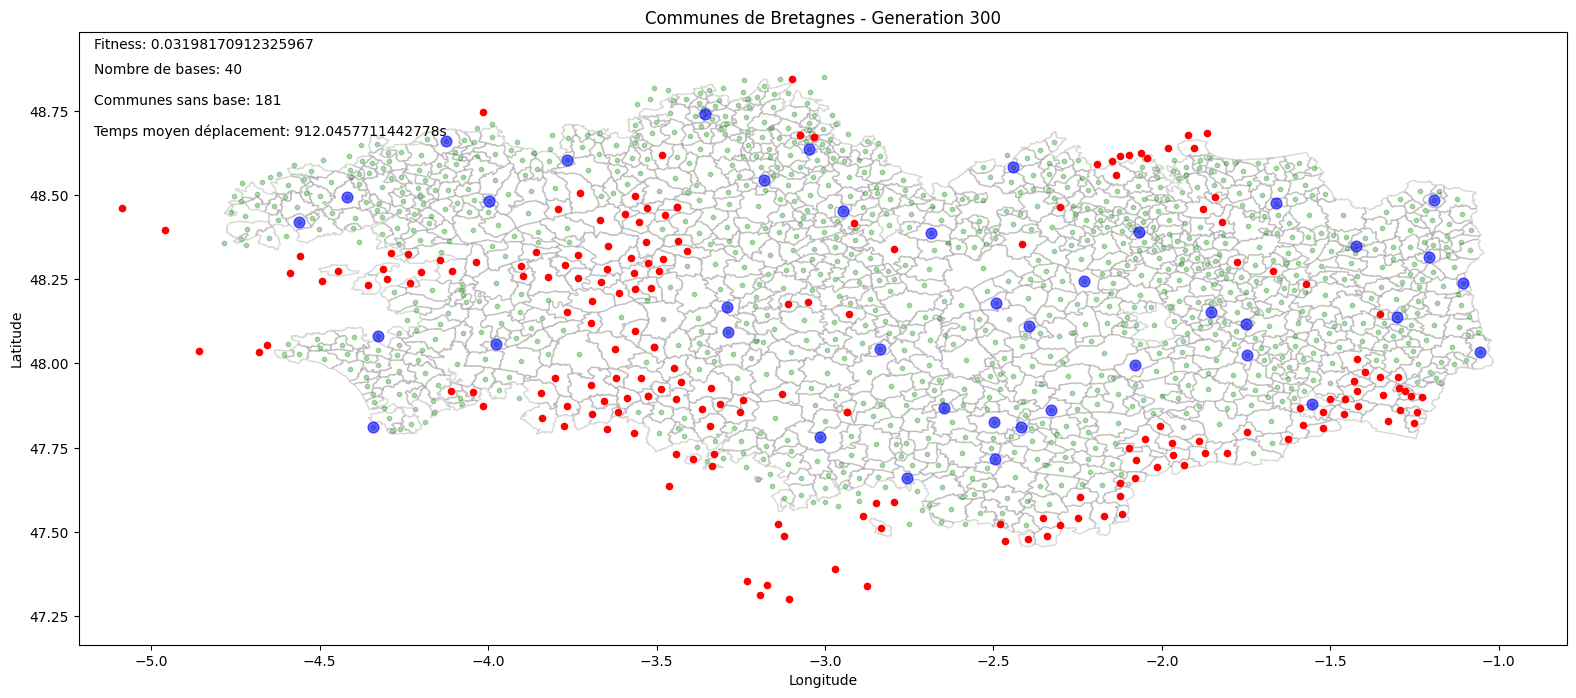 Communes de Bretagnes - Generation 300
Fitness: 0.03198170912325967
Nombre de bases: 40
Communes sans base: 181
Temps moyen déplacement: 912.0457711442778s
Latitude
48.75
48.50
48.25
48.00
47.75
47.50
47.25
−5.0 −4.5 −4.0 −3.5 −3.0 −2.5 −2.0 −1.5 −1.0
Longitude